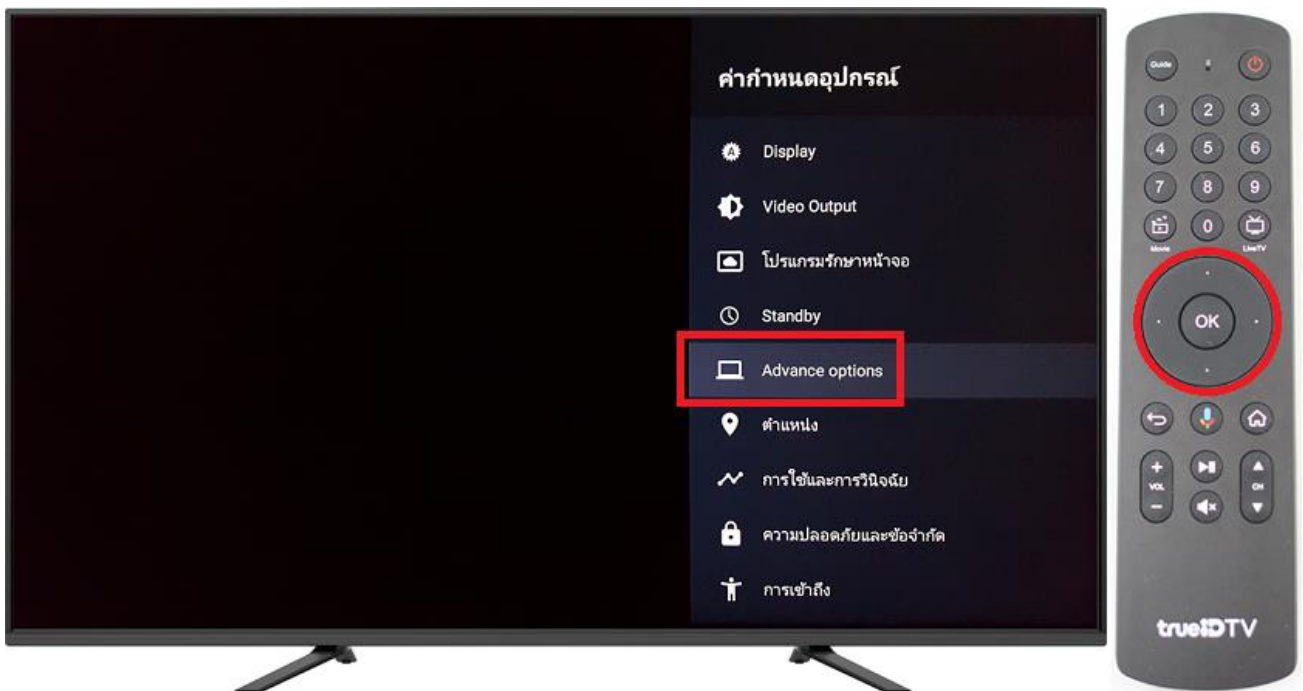 ค่ากำหนดอุปกรณ์
Display
Video Output
โปรแกรมรักษาหน้าจอ
Standby
Advance options
ตำแหน่ง
การใช้และการวินิจฉัย
ความปลอดภัยและข้อจำกัด
การเข้าถึง
Guide
1 2 3
4 5 6
7 8 9
0
Movie LiveTV
OK
+ VOL -
CH
trueIDTV